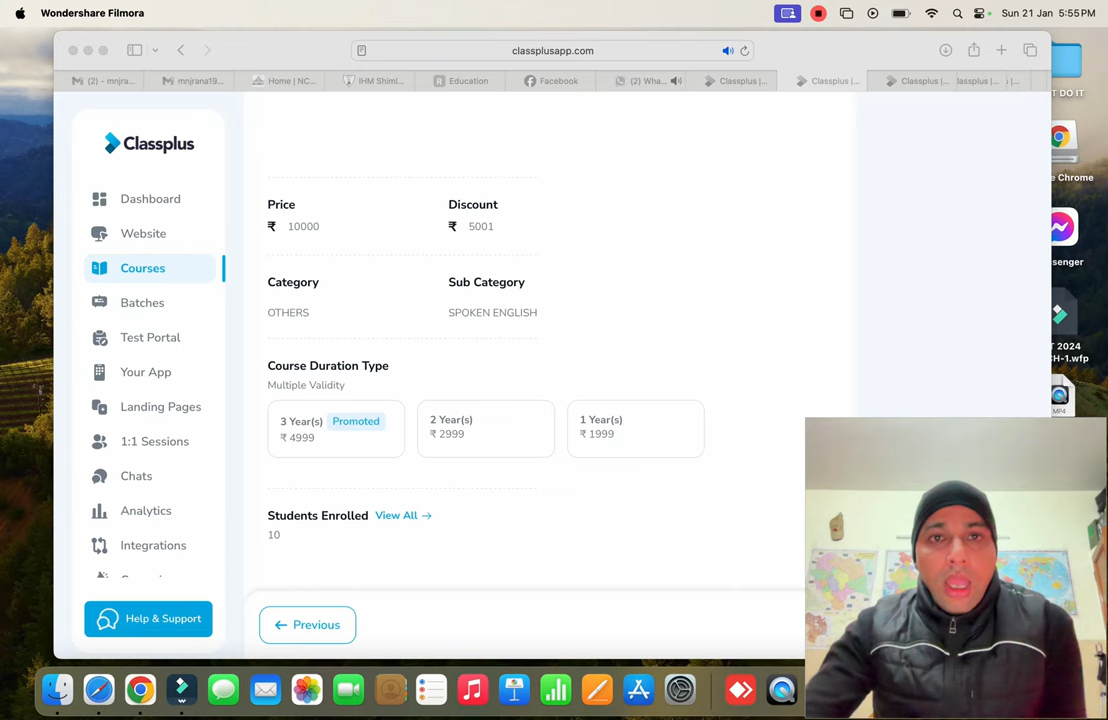 Wondershare Filmora
Sun 21 Jan 5:55 PM
classplusapp.com
(2) - mnjra...
mnjrana19...
Home | NC...
IHM Shiml...
Education
Facebook
(2) Wha...
Classplus |...
Classplus |...
Classplus |...
lassplus |...
T DO IT
Classplus
e Chrome
Dashboard
Price
Discount
Website
₹ 10000
₹ 5001
ssenger
Courses
Category
Sub Category
Batches
OTHERS
SPOKEN ENGLISH
Test Portal
T 2024
CH-1.wfp
Course Duration Type
Your App
Multiple Validity
Landing Pages
3 Year(s) Promoted
₹ 4999
2 Year(s)
₹ 2999
1 Year(s)
₹ 1999
MP4
1:1 Sessions
Chats
Analytics
Students Enrolled View All →
10
Integrations
Help & Support
← Previous